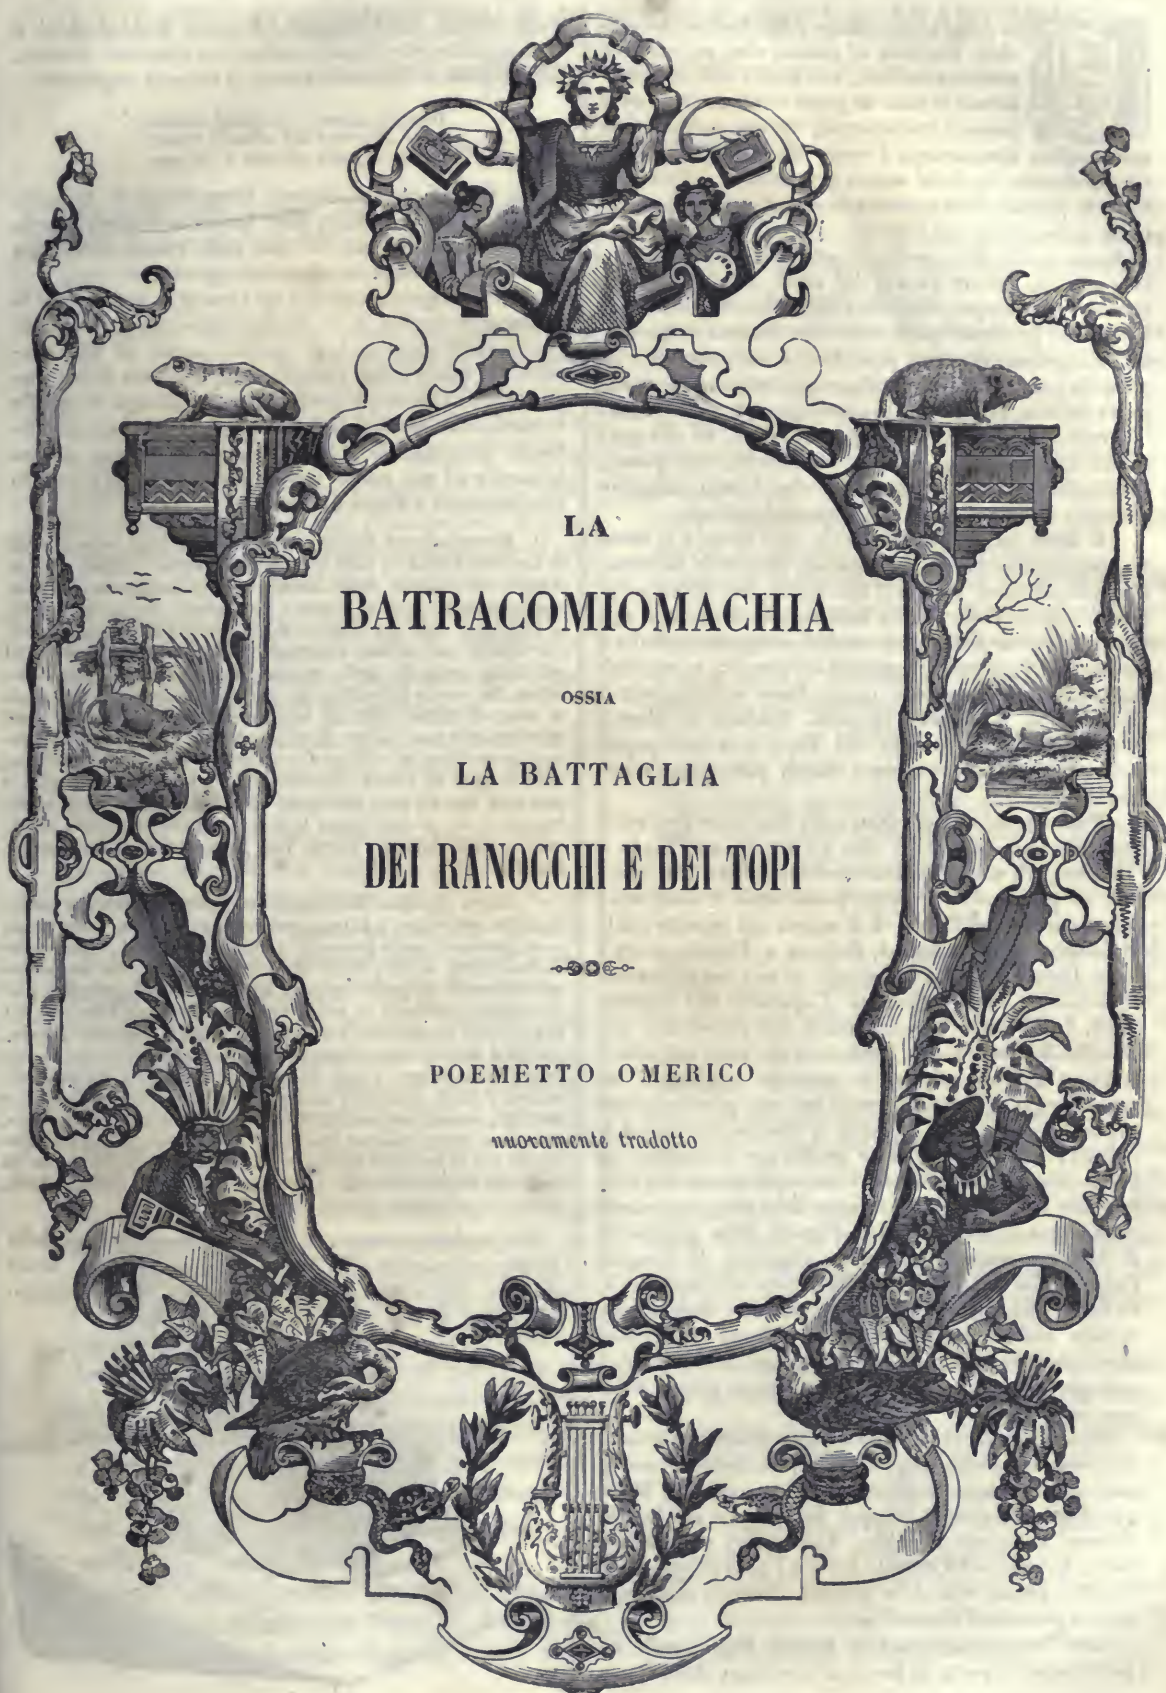 LA
BATRACOMIOMACHIA
OSSIA
LA BATTAGLIA
DEI RANOCCHI E DEI TOPI
POEMETTO OMERICO
nuovamente tradotto